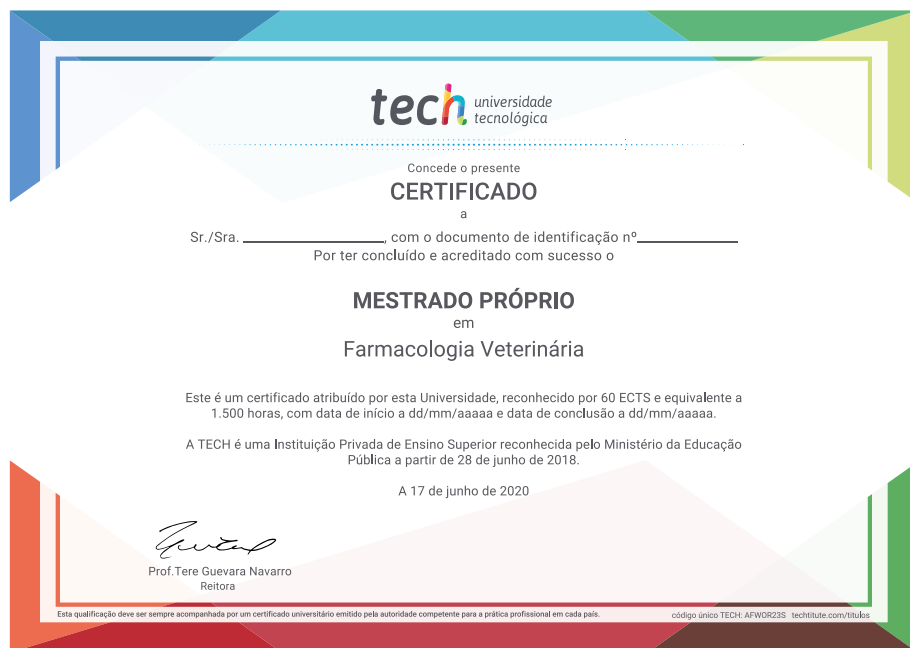 tech universidade
tecnológica
Concede o presente
CERTIFICADO
a
Sr./Sra. ____________, com o documento de identificação nº____________
Por ter concluído e acreditado com sucesso o
MESTRADO PRÓPRIO
em
Farmacologia Veterinária
Este é um certificado atribuído por esta Universidade, reconhecido por 60 ECTS e equivalente a
1.500 horas, com data de início a dd/mm/aaaaa e data de conclusão a dd/mm/aaaaa.
A TECH é uma Instituição Privada de Ensino Superior reconhecida pelo Ministério da Educação
Pública a partir de 28 de junho de 2018.
A 17 de junho de 2020
Prof.Tere Guevara Navarro
Reitora
Esta qualificação deve ser sempre acompanhada por um certificado universitário emitido pela autoridade competente para a prática profissional em cada país.
código único TECH: AFWOR23S techtitute.com/titulos